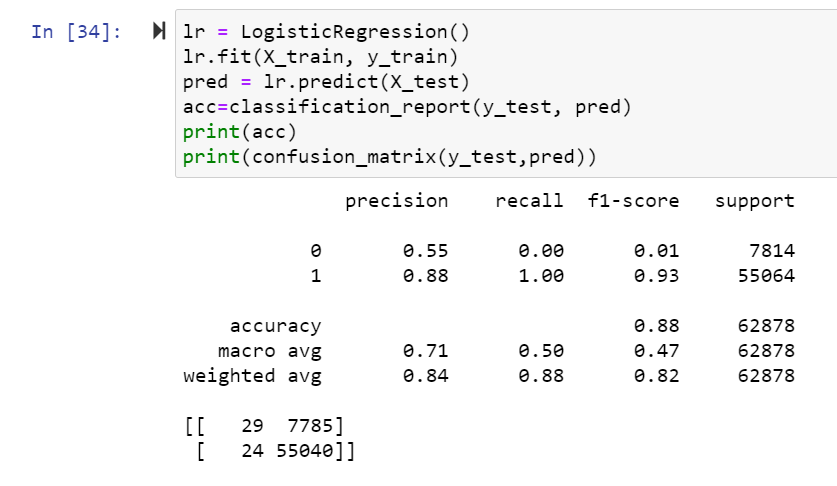 In [34]: lr = LogisticRegression()
lr.fit(X_train, y_train)
pred = lr.predict(X_test)
acc=classification_report(y_test, pred)
print(acc)
print(confusion_matrix(y_test,pred))
precision recall f1-score support
0 0.55 0.00 0.01 7814
1 0.88 1.00 0.93 55064
accuracy 0.88 62878
macro avg 0.71 0.50 0.47 62878
weighted avg 0.84 0.88 0.82 62878
[[ 29 7785]
[ 24 55040]]